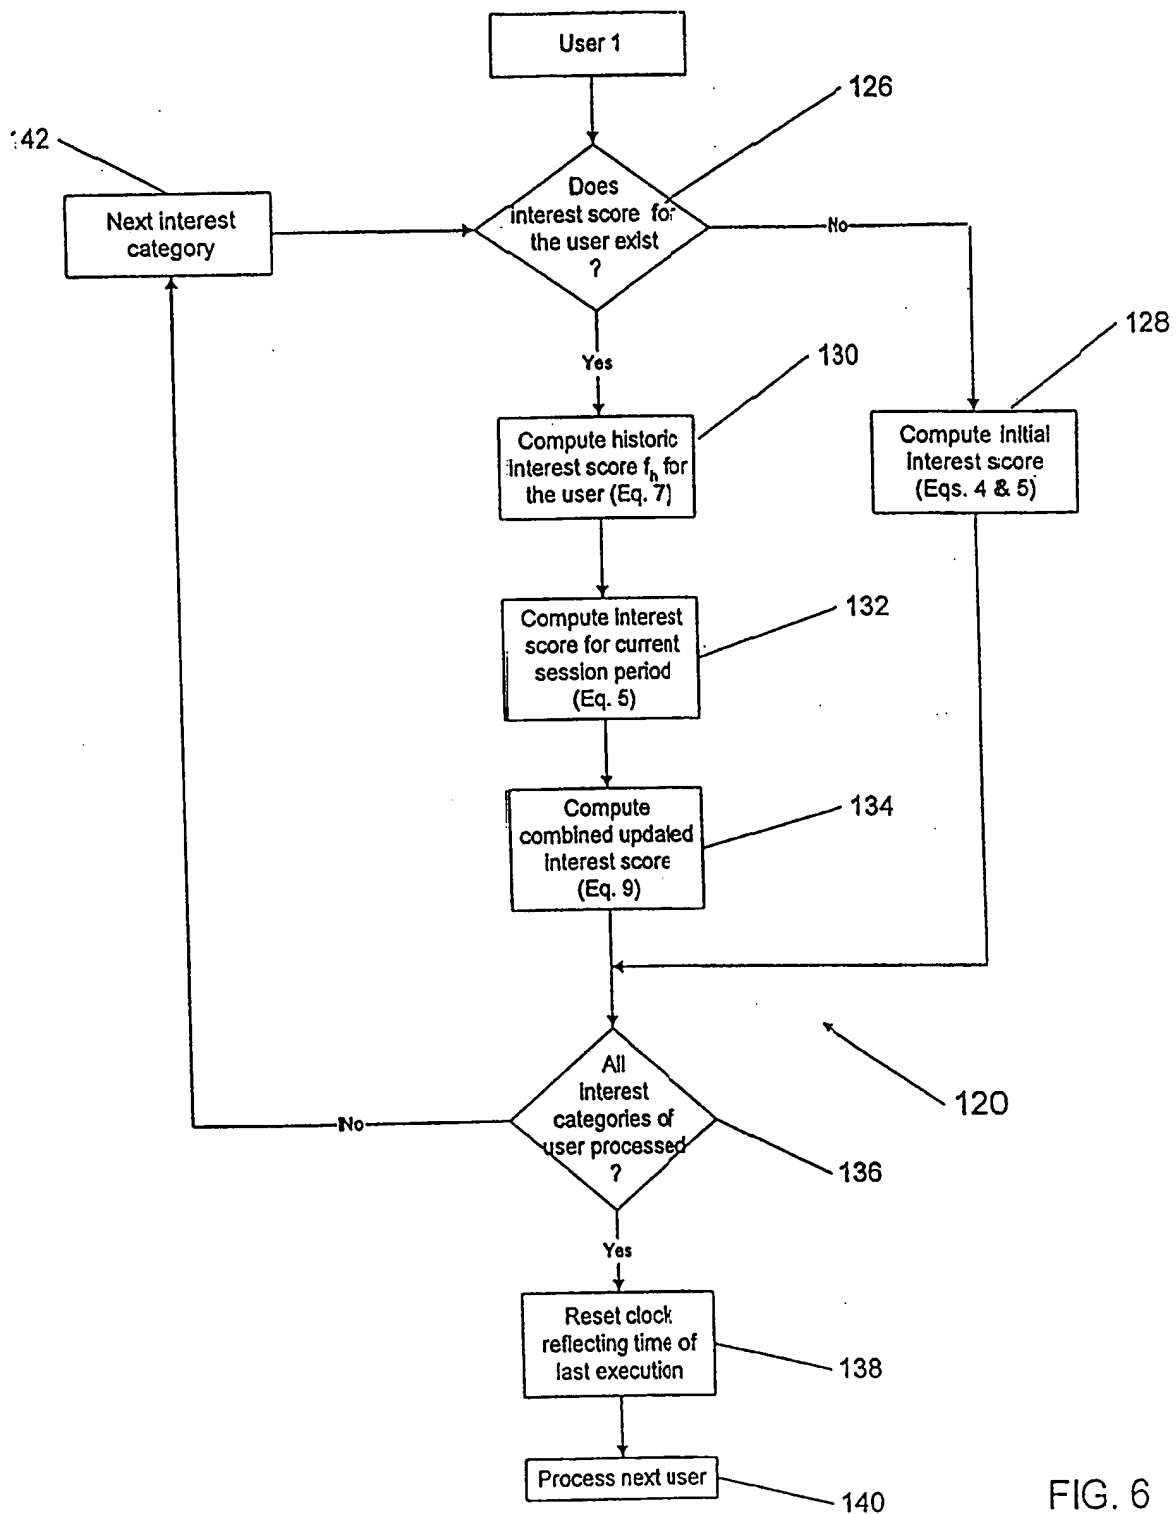 User 1
126
142
Does
interest score for
the user exist
?
No
Next interest
category
128
130
Yes
Compute historic
interest score fh for
the user (Eq. 7)
Compute initial
interest score
(Eqs. 4 & 5)
132
Compute interest
score for current
session period
(Eq. 5)
134
Compute
combined updated
interest score
(Eq. 9)
120
All
interest
categories of
user processed
?
No
136
Yes
Reset clock
reflecting time of
last execution
138
Process next user
140
FIG. 6